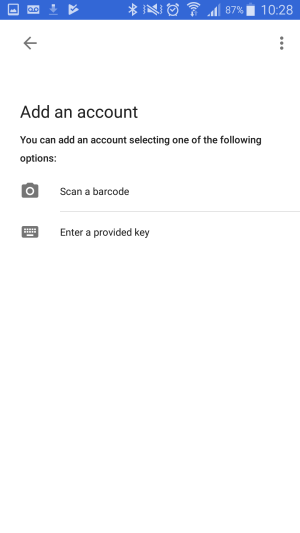 87% 10:28
Add an account
You can add an account selecting one of the following
options:
Scan a barcode
Enter a provided key